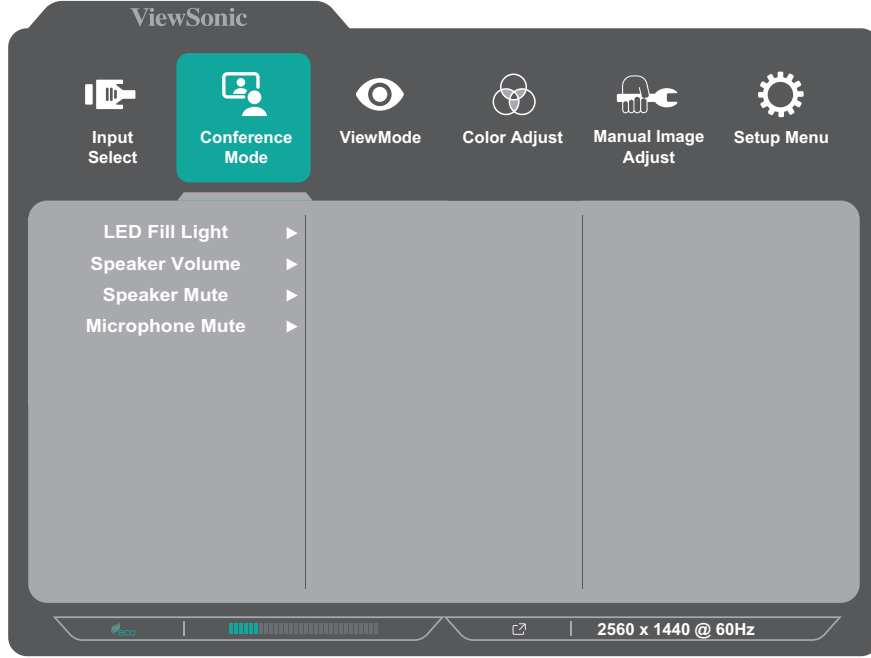 ViewSonic
Input
Select
Conference
Mode
ViewMode
Color Adjust
Manual Image
Adjust
Setup Menu
LED Fill Light
Speaker Volume
Speaker Mute
Microphone Mute
eco
2560 x 1440 @ 60Hz